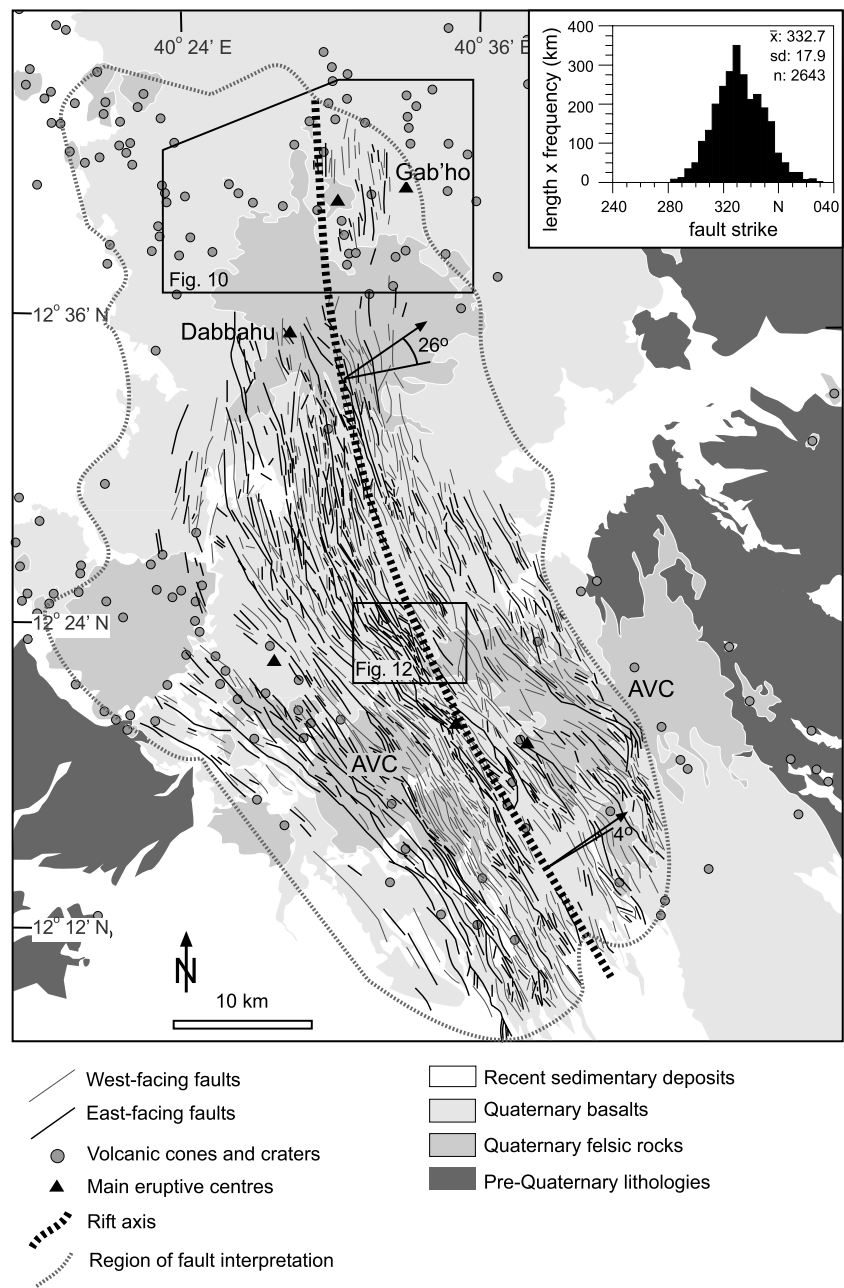 40° 24' E
40° 36' E
400
300
200
100
0
length x frequency (km)
x̄: 332.7
sd: 17.9
n: 2643
240
280
320
N
040
fault strike
Gab'ho
Fig. 10
12° 36' N
Dabbahu
26°
12° 24' N
Fig. 12
AVC
AVC
4°
12° 12' N
N
10 km
West-facing faults
East-facing faults
Volcanic cones and craters
Main eruptive centres
Rift axis
Region of fault interpretation
Recent sedimentary deposits
Quaternary basalts
Quaternary felsic rocks
Pre-Quaternary lithologies